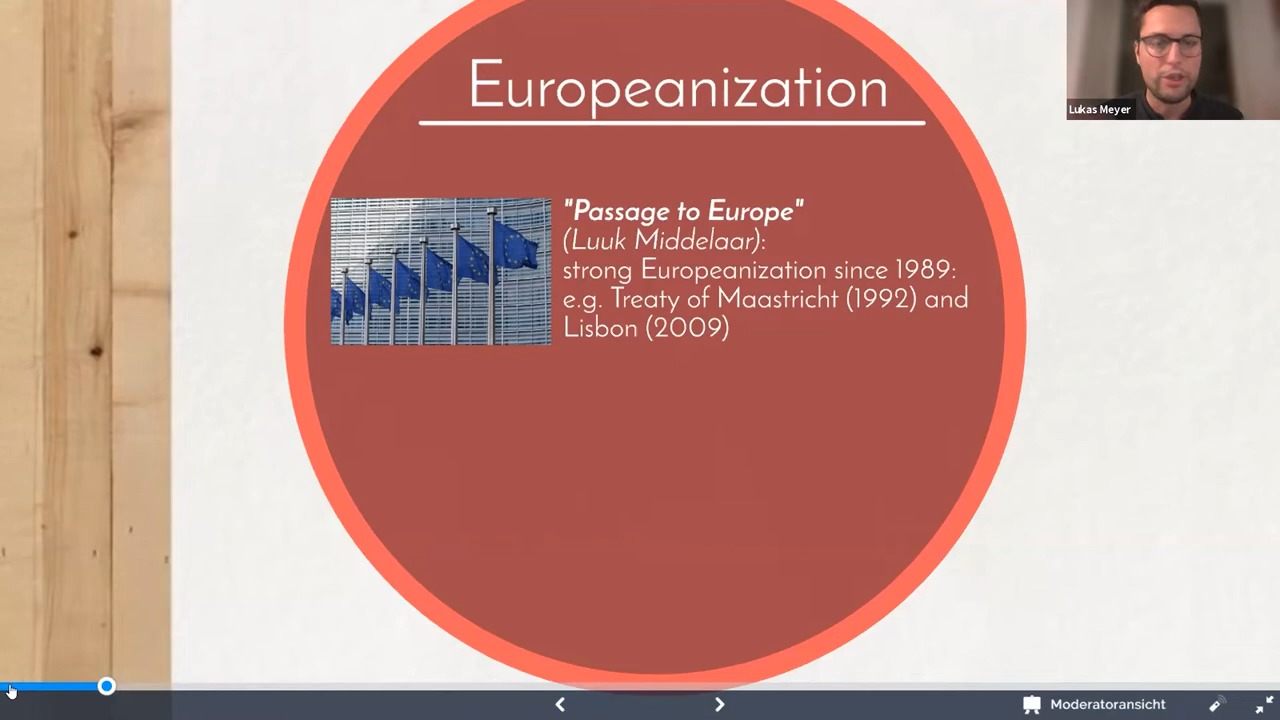 Europeanization
Lukas Meyer
"Passage to Europe"
(Luuk Middelaar):
strong Europeanization since 1989:
e.g. Treaty of Maastricht (1992) and
Lisbon (2009)
Moderatoransicht